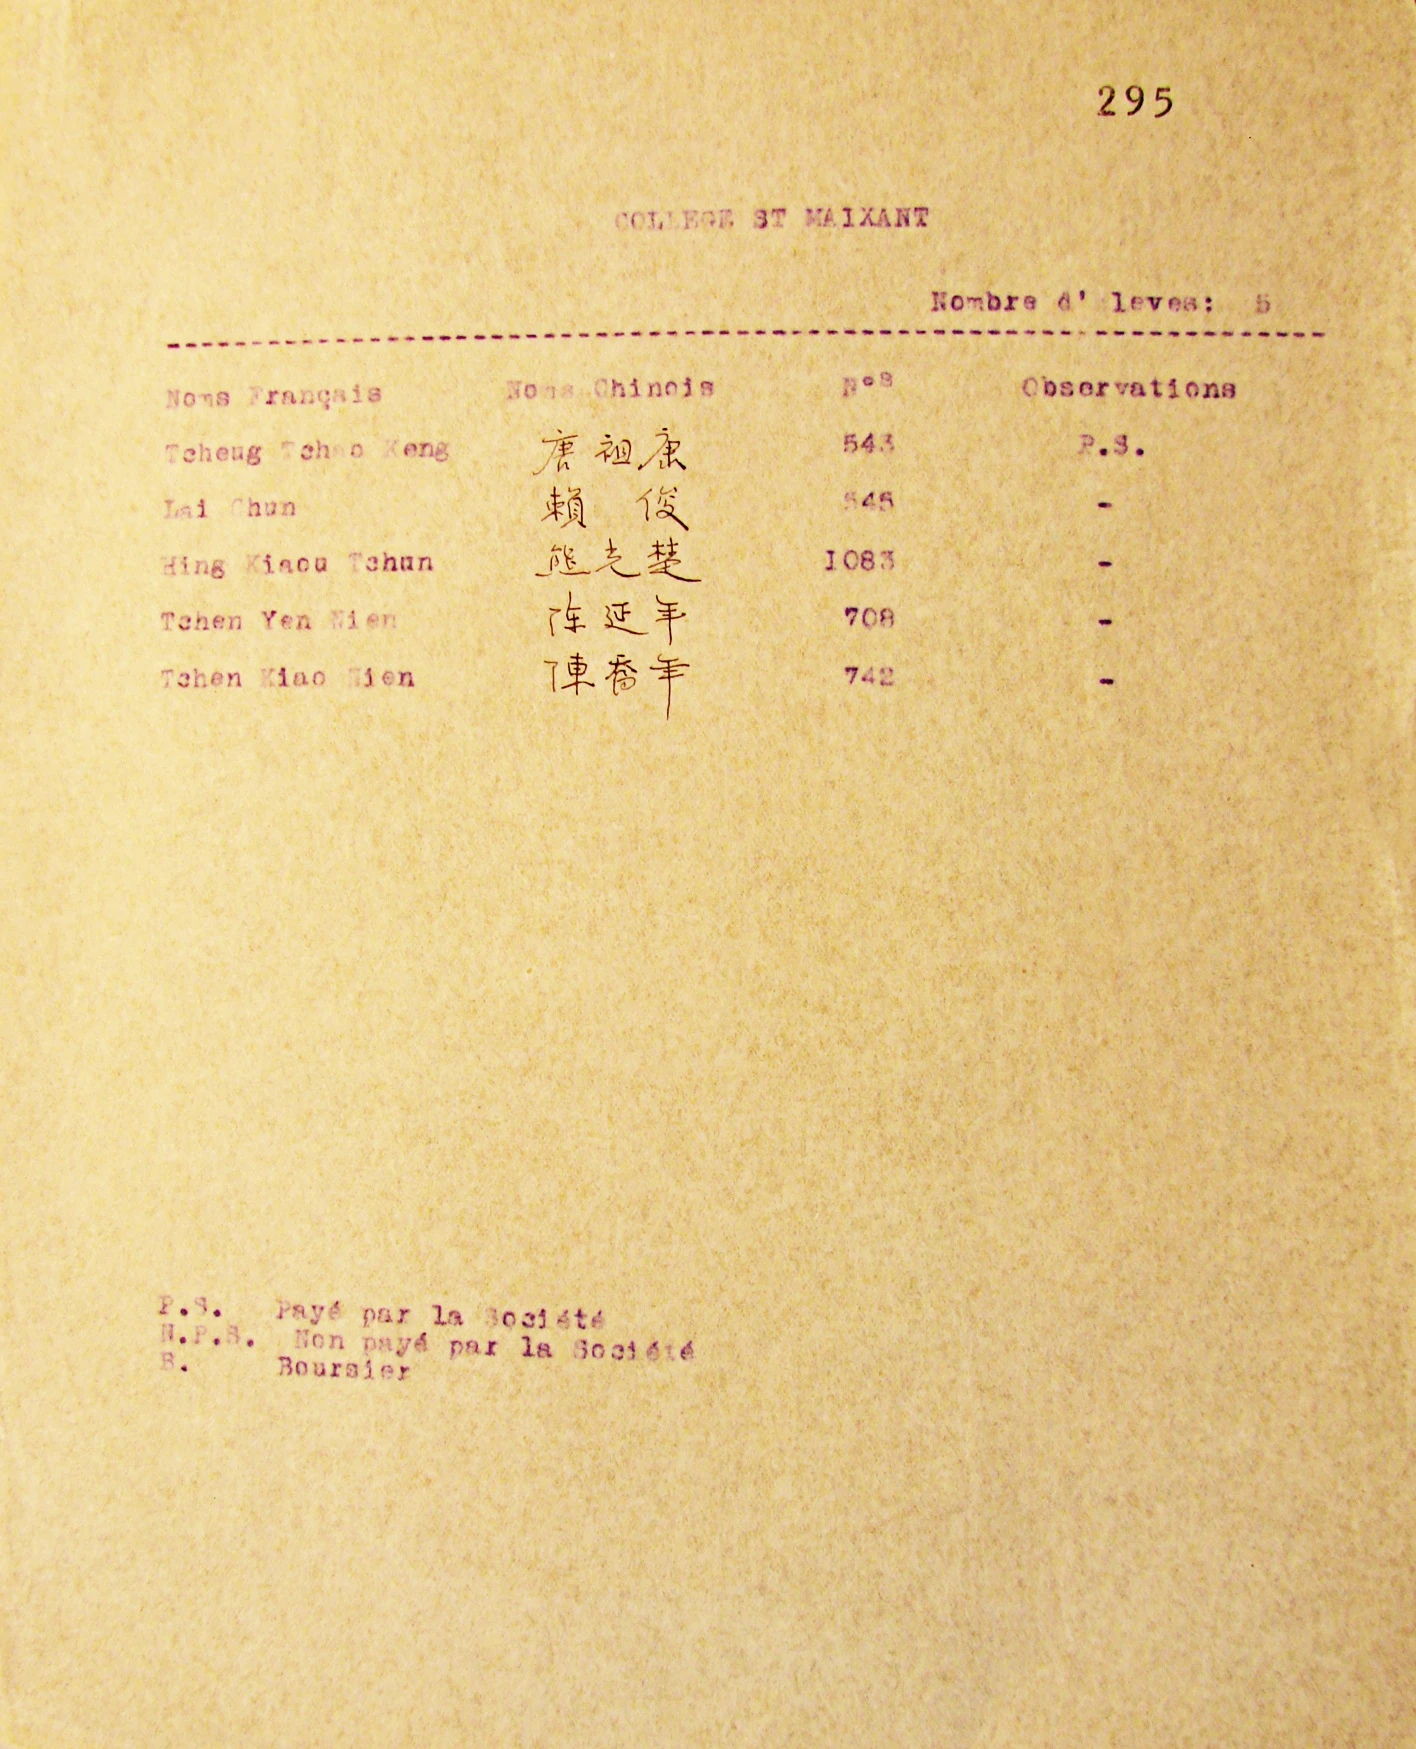 295
COLLEGE ST MAIXANT
Nombre d' leves: 5
Noms Français Noms Chinois N°s Observations
Tcheug Tchao Keng 唐祖康 543 P.S.
Lai Chun 賴俊 545 -
Hing Kiaou Tchun 熊光楚 1083 -
Tchen Yen Nien 陈延年 708 -
Tchen Kiao Nien 陳喬年 742 -
P.S. Payé par la Société
N.P.S. Non payé par la Société
B. Boursier